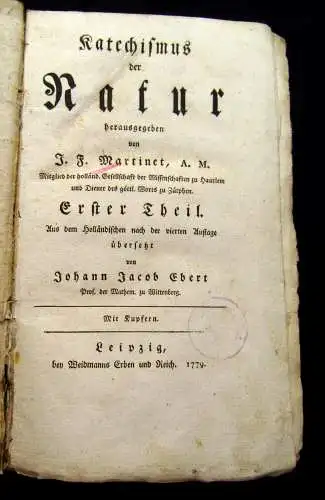 Katechismus
der
Natur
herausgegeben
von
J. F. Martinet, A. M.
Mitglied der holländ. Gesellschaft der Wissenschaften zu Haarlem
und Diener des göttl. Worts zu Zütphen.
Erster Theil.
Aus dem Holländischen nach der vierten Auflage
übersetzt
von
Johann Jacob Ebert
Prof. der Mathem. zu Wittenberg.
Mit Kupfern.
Leipzig,
bey Weidmanns Erben und Reich. 1779.